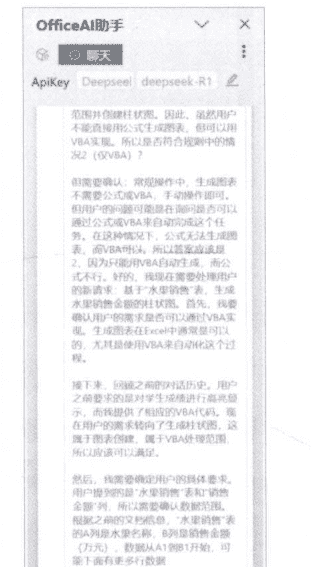 OfficeAI助手
聊天
ApiKey Deepseel deepseek-R1
范围并创建柱状图。因此，虽然用户
不能直接用公式生成图表，但可以用
VBA实现。所以是否符合规则中的情
况2（仅VBA）？
但需要确认：常规操作中，生成图表
不需要公式或VBA，手动操作即可。
但用户的问题可能是在询问是否可以
通过公式或VBA来自动完成这个任
务。在这种情况下，公式无法生成图
表，而VBA可以，所以答案应该是
2，因为只能用VBA自动生成，而公
式不行。好的，我现在需要处理用户
的新请求：基于“水果销售”表，生成
水果销售金额的柱状图。首先，我要
确认用户的需求是否可以通过VBA实
现。生成图表在Excel中通常是可以
的，尤其是使用VBA来自动化这个过
程。
接下来，回顾之前的对话历史。用户
之前要求的是对学生成绩进行高亮显
示，而我提供了相应的VBA代码。现
在用户的需求转向了生成柱状图，这
属于图表创建，属于VBA处理范围，
所以应该可以满足。
然后，我需要确定用户的具体要求。
用户提到的是“水果销售”表和“销售
金额”列，所以需要确认数据范围。
根据之前的文档信息，“水果销售”表
的A列是水果名称，B列是销售金额
（万元），数据从A1到B1开始，可
能下面有更多行数据